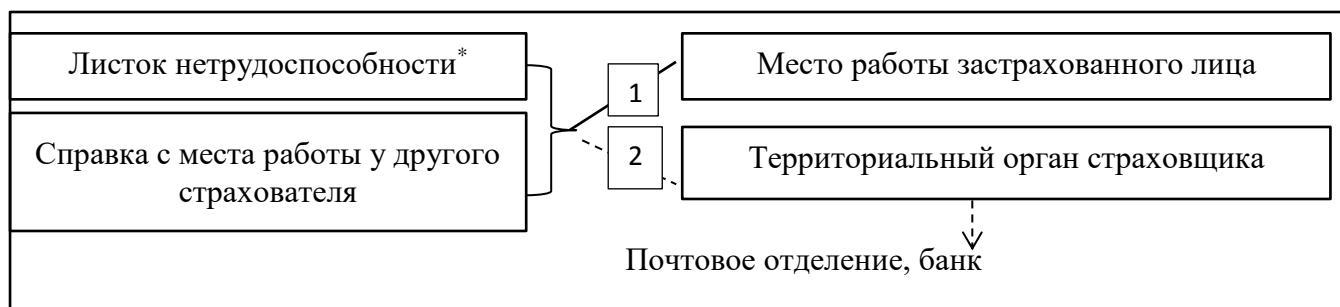 Листок нетрудоспособности*
Справка с места работы у другого
страхователя
1
2
Место работы застрахованного лица
Территориальный орган страховщика
Почтовое отделение, банк